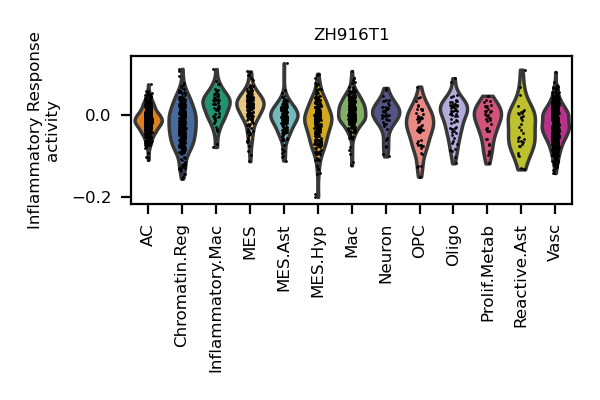 ZH916T1
Inflammatory Response
activity
0.0
−0.2
AC
Chromatin.Reg
Inflammatory.Mac
MES
MES.Ast
MES.Hyp
Mac
Neuron
OPC
Oligo
Prolif.Metab
Reactive.Ast
Vasc